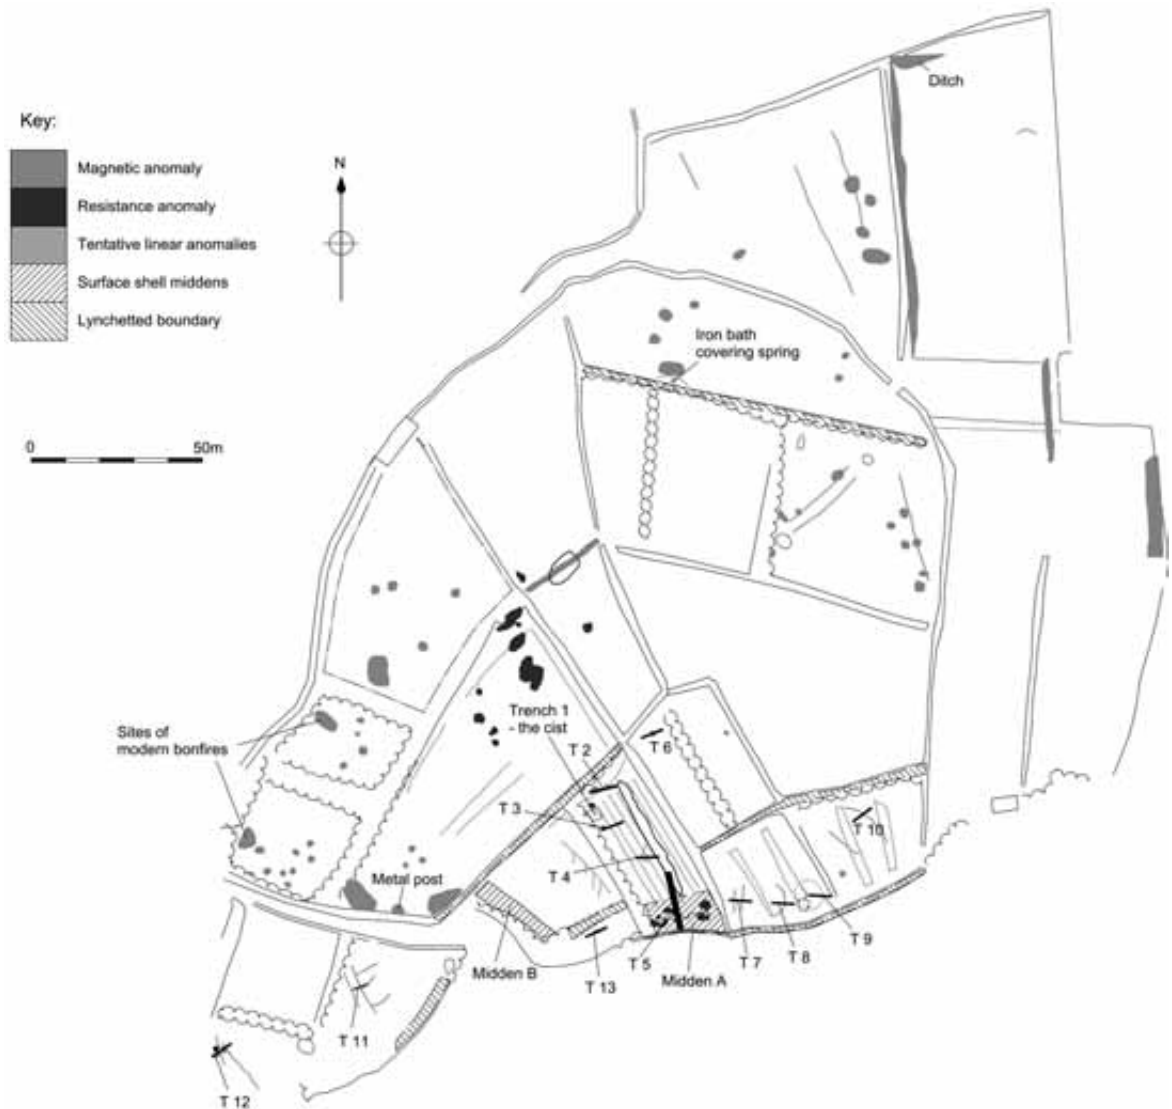 Ditch
Key:
Magnetic anomaly
N
Resistance anomaly
Tentative linear anomalies
Surface shell middens
Lynchetted boundary
Iron bath
covering spring
0 50m
Trench 1
- the cist
Sites of
modern bonfires
T 2
T 6
T 3
T 10
T 4
Metal post
T 9
Midden B
T 5
Midden A
T 7
T 8
T 13
T 11
T 12